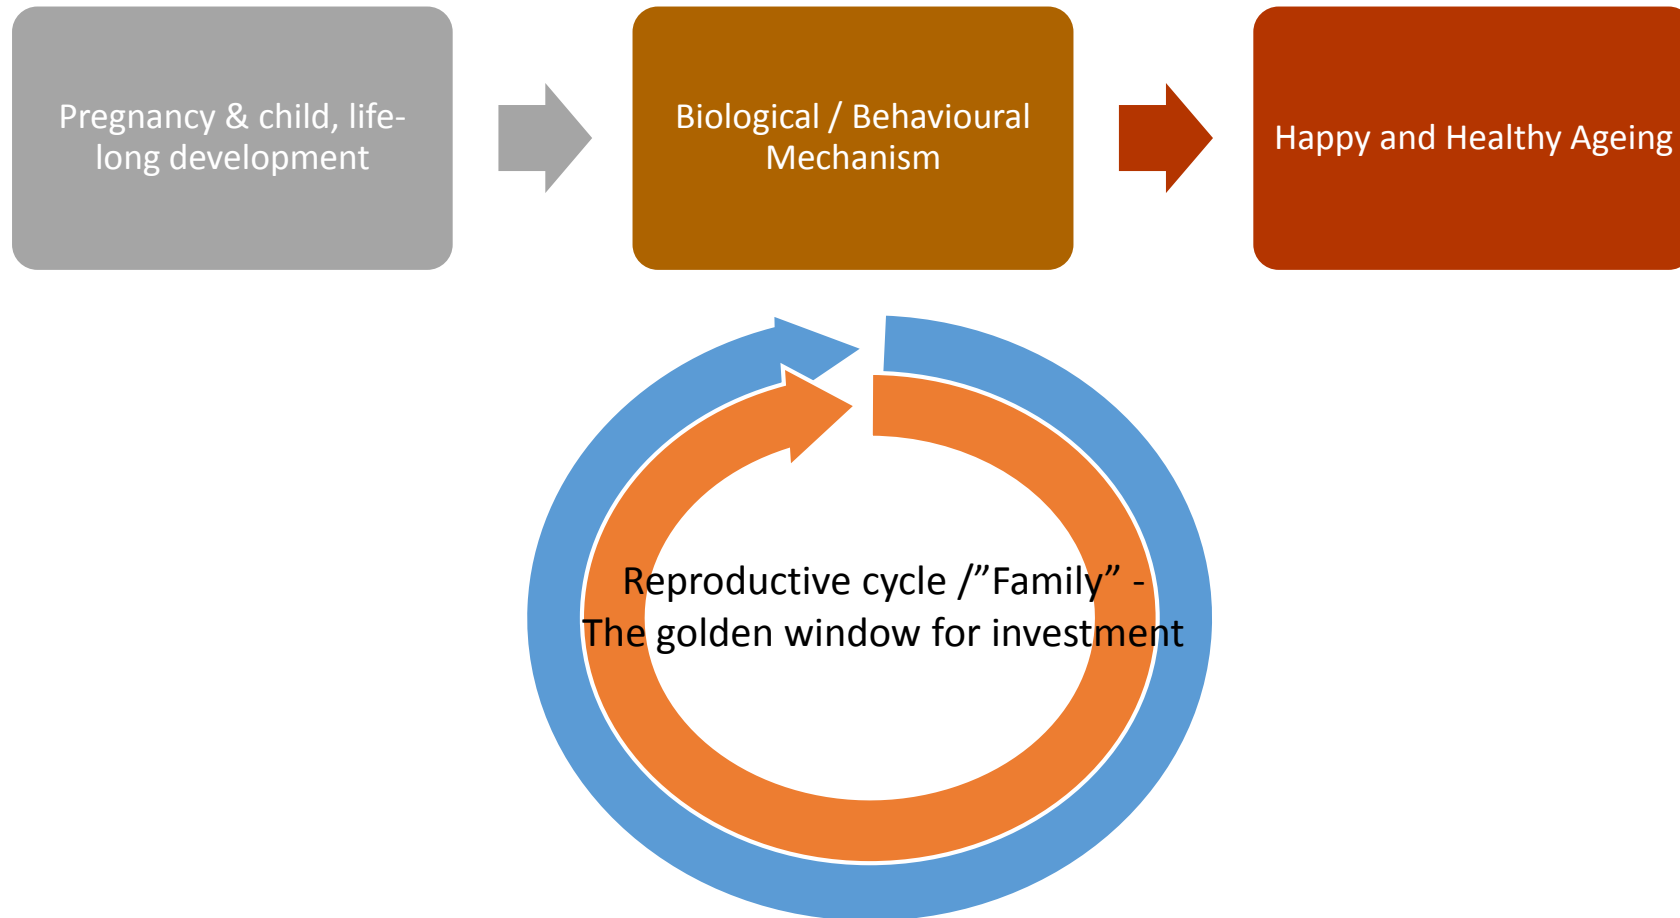 Pregnancy & child, life-
long development
Biological / Behavioural
Mechanism
Happy and Healthy Ageing
Reproductive cycle /”Family” -
The golden window for investment